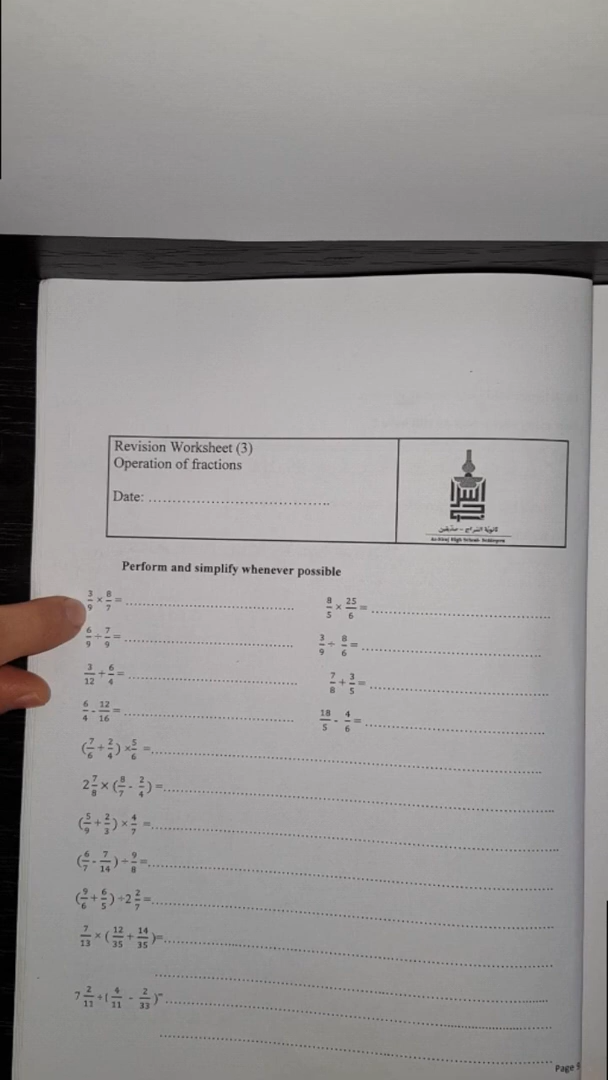 Revision Worksheet (3)
Operation of fractions
Date: ......................................
ثانوية السراج - صديقين
Perform and simplify whenever possible
3/9 × 8/7 = ......................................
8/5 × 25/6 = ......................................
6/9 ÷ 7/9 = ......................................
3/9 ÷ 8/6 = ......................................
3/12 + 6/4 = ......................................
7/8 + 3/5 = ......................................
6/4 - 12/16 = ......................................
18/5 - 4/6 = ......................................
(7/6 + 2/4) × 5/6 = ......................................
2 7/8 × (8/7 - 2/4) = ......................................
(5/9 + 2/3) × 4/7 = ......................................
(6/7 - 7/14) ÷ 9/8 = ......................................
(9/6 + 6/5) ÷ 2 2/7 = ......................................
7/13 × (12/35 + 14/35) = ......................................
......................................
7 2/11 ÷ (4/11 - 2/33) = ......................................
......................................
Page